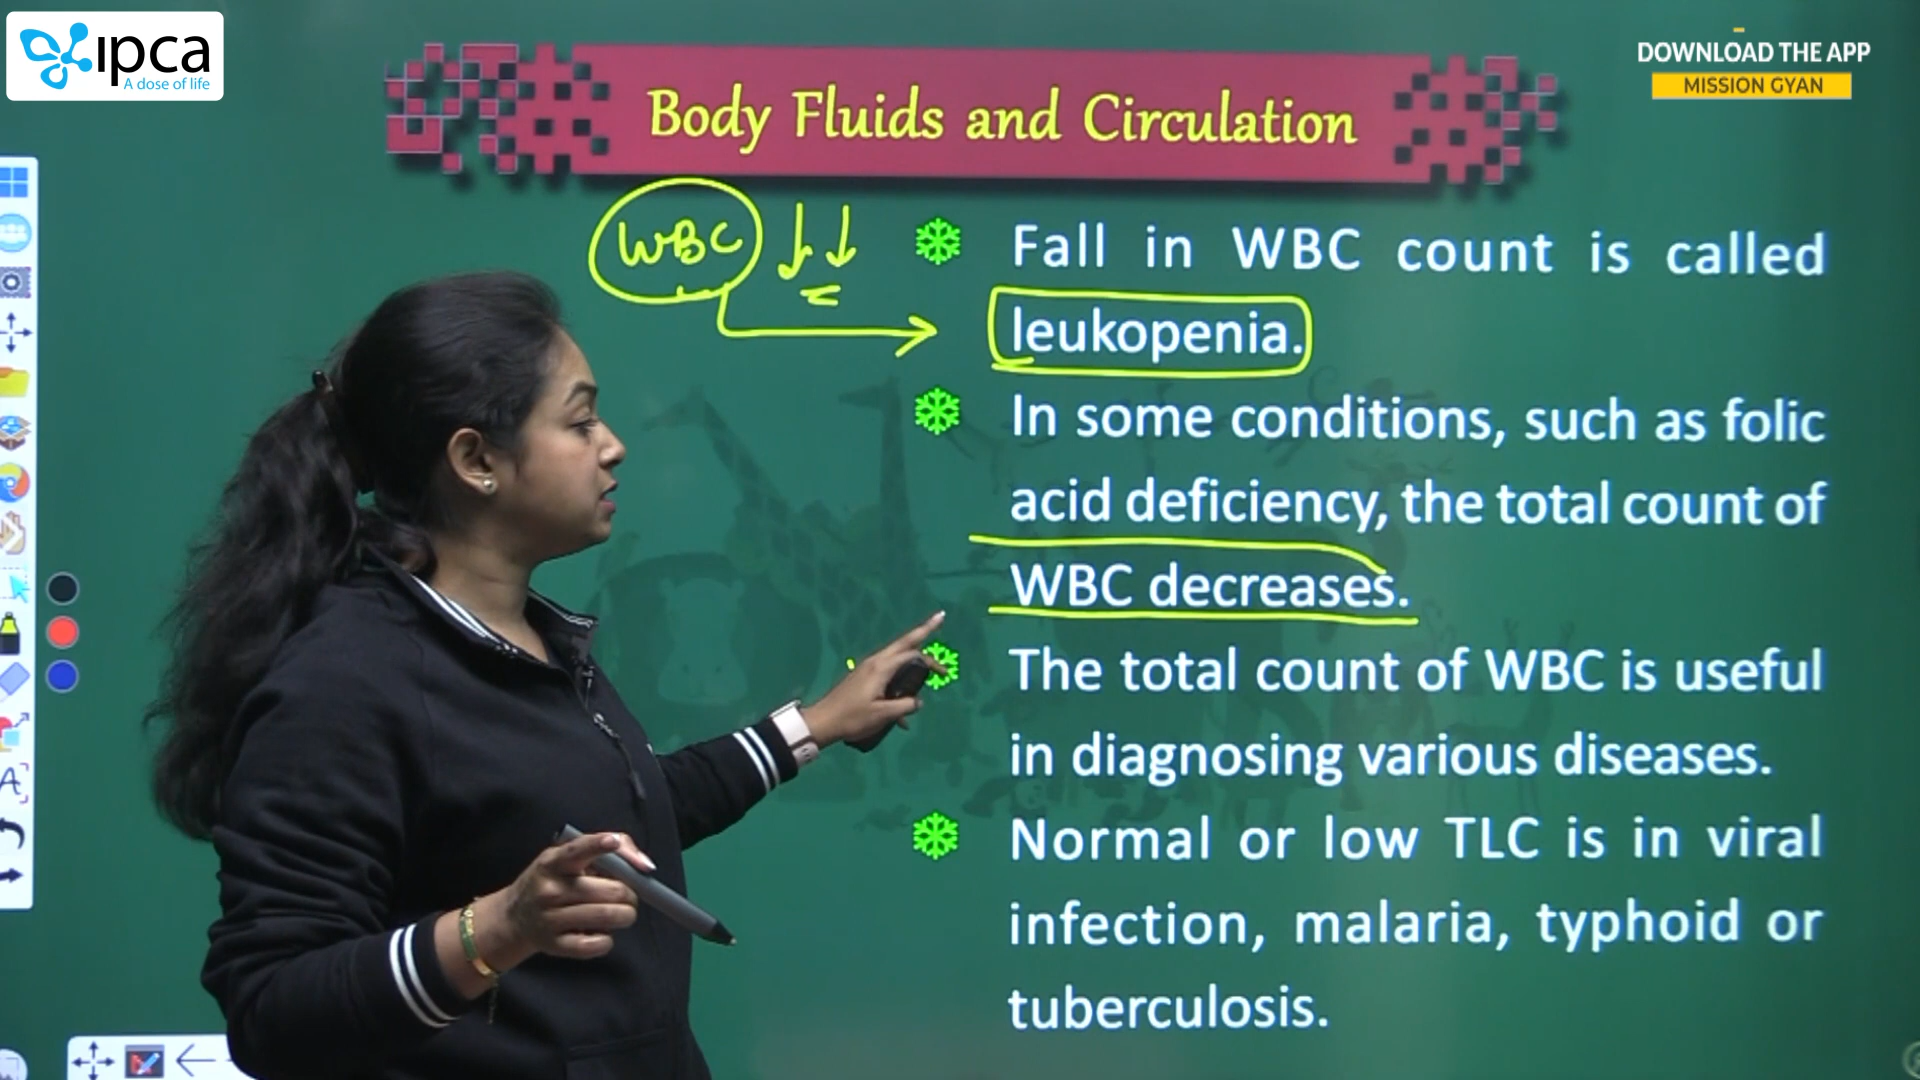 ipca
A dose of life
DOWNLOAD THE APP
MISSION GYAN
Body Fluids and Circulation
WBC
Fall in WBC count is called
leukopenia.
In some conditions, such as folic
acid deficiency, the total count of
WBC decreases.
The total count of WBC is useful
in diagnosing various diseases.
Normal or low TLC is in viral
infection, malaria, typhoid or
tuberculosis.
A